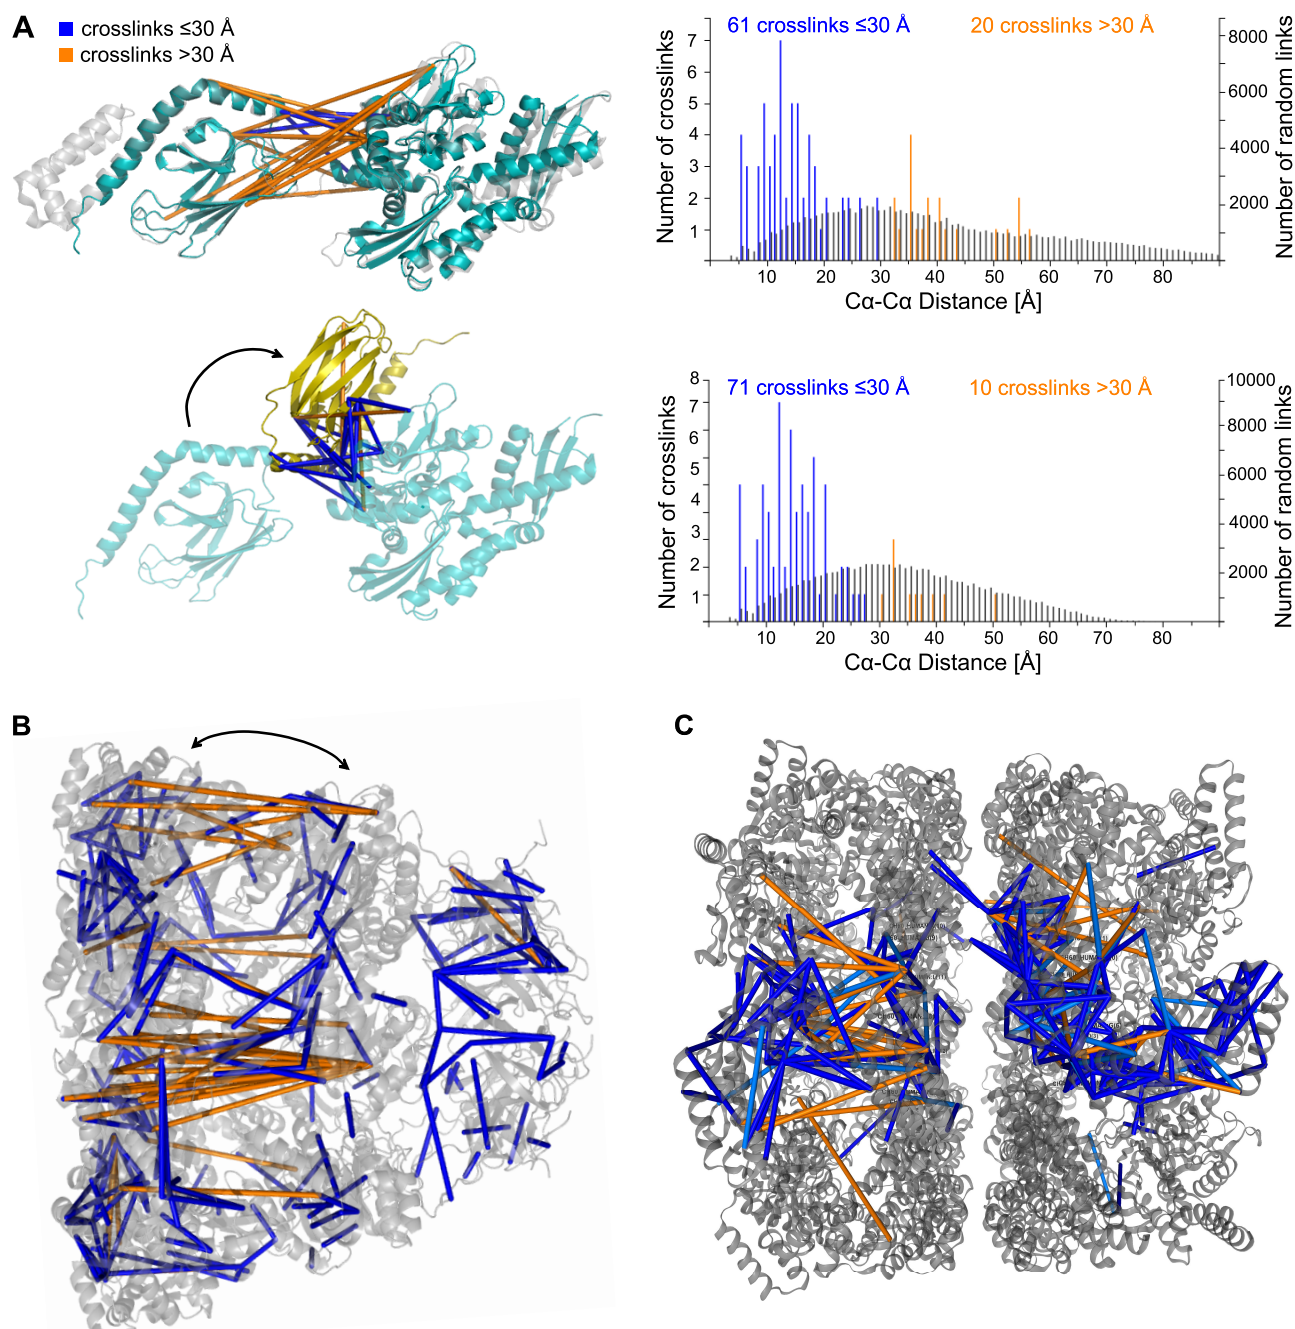 A
crosslinks ≤30 Å
crosslinks >30 Å
61 crosslinks ≤30 Å
20 crosslinks >30 Å
Number of crosslinks
7
6
5
4
3
2
1
8000
6000
4000
2000
0
Number of random links
10 20 30 40 50 60 70 80
Cα-Cα Distance [Å]
71 crosslinks ≤30 Å
10 crosslinks >30 Å
Number of crosslinks
8
7
6
5
4
3
2
1
10000
8000
6000
4000
2000
0
Number of random links
10 20 30 40 50 60 70 80
Cα-Cα Distance [Å]
B
C